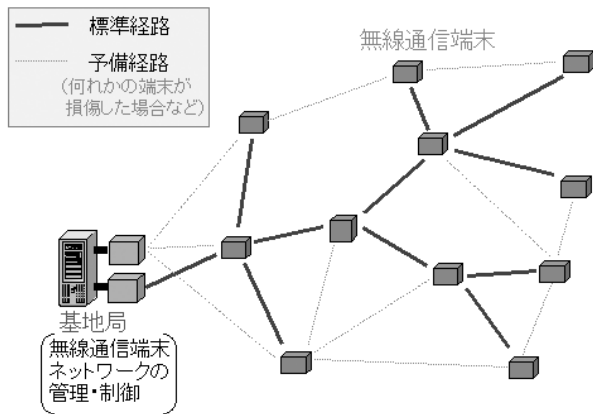 標準経路
予備経路
(何れかの端末が
損傷した場合など)
無線通信端末
基地局
無線通信端末
ネットワークの
管理・制御